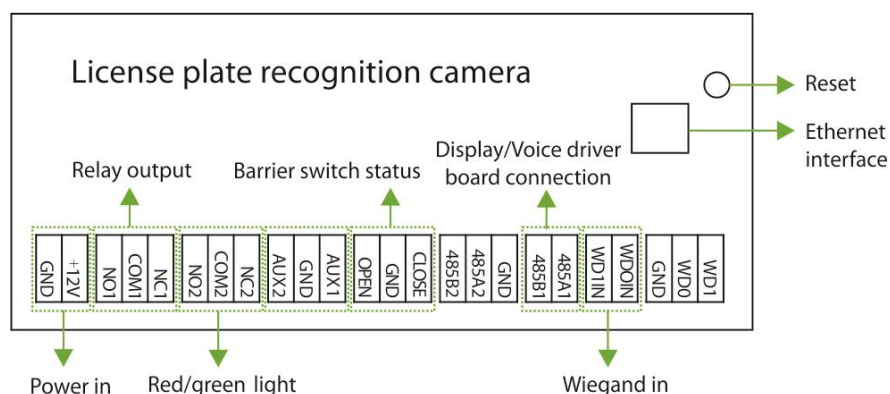 License plate recognition camera
Reset
Ethernet
interface
Display/Voice driver
board connection
Relay output
Barrier switch status
GND
+12V
NO1
COM1
NC1
NO2
COM2
NC2
AUX2
GND
AUX1
OPEN
GND
CLOSE
485B2
485A2
GND
485B1
485A1
WD1IN
WD0IN
GND
WD0
WD1
Power in
Red/green light
Wiegand in